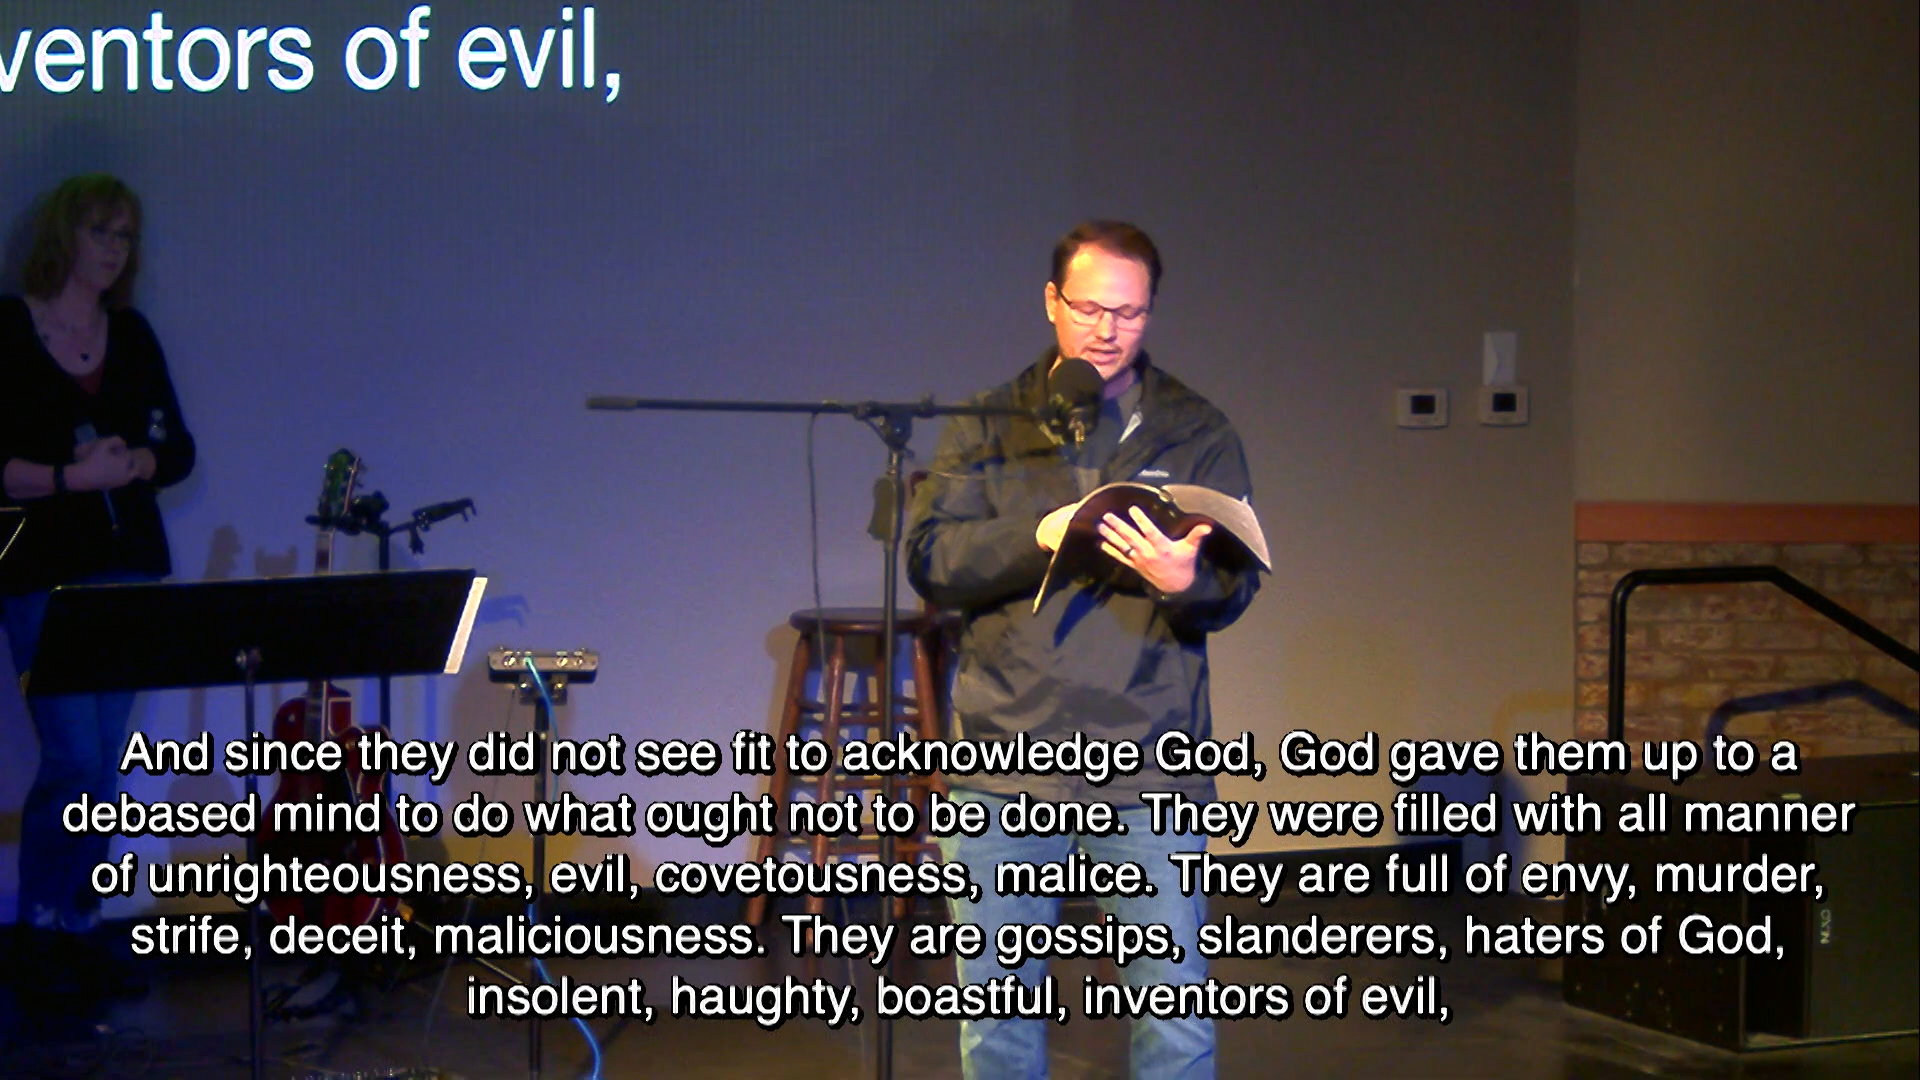 ventors of evil,
And since they did not see fit to acknowledge God, God gave them up to a
debased mind to do what ought not to be done. They were filled with all manner
of unrighteousness, evil, covetousness, malice. They are full of envy, murder,
strife, deceit, maliciousness. They are gossips, slanderers, haters of God,
insolent, haughty, boastful, inventors of evil,